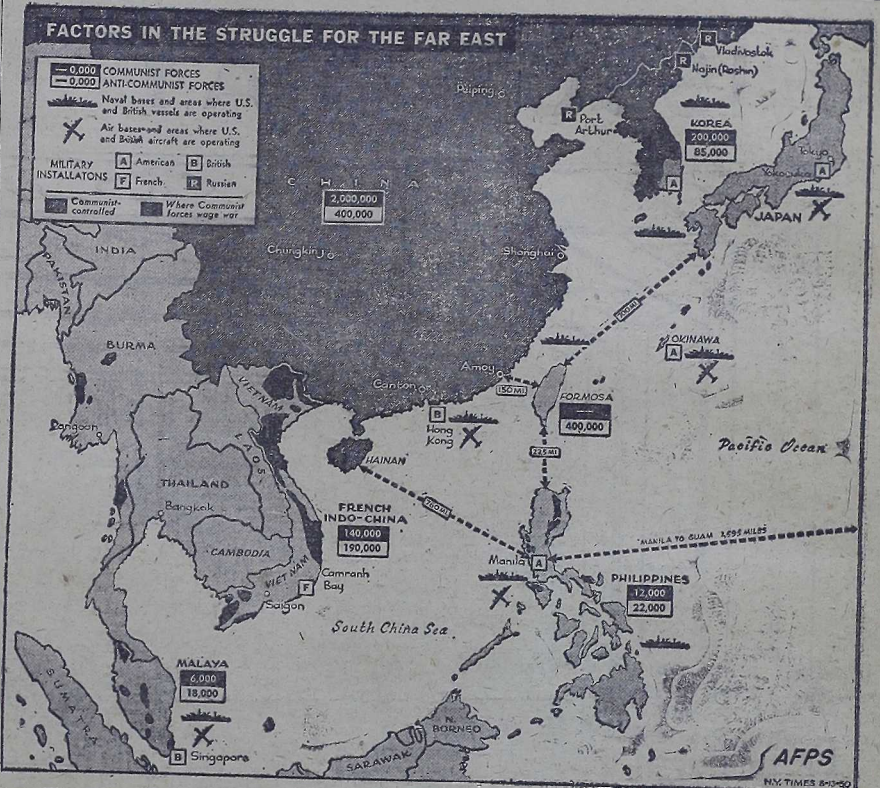 FACTORS IN THE STRUGGLE FOR THE FAR EAST
0,000 COMMUNIST FORCES
0,000 ANTI-COMMUNIST FORCES
Naval bases and areas where U.S.
and British vessels are operating
Air bases and areas where U.S.
and British aircraft are operating
MILITARY
INSTALLATONS
A American
B British
F French
R Russian
Communist-
controlled
Where Communist
forces wage war
R
Vladivostok
R
Najin (Rashin)
Peiping
R
Port
Arthur
KOREA
200,000
85,000
A
Tokyo
Yokosuka
A
JAPAN
CHINA
2,000,000
400,000
Chungking
Shanghai
INDIA
PAKISTAN
BURMA
Rangoon
OKINAWA
A
Amoy
150 MI
Canton
B
Hong
Kong
FORMOSA
400,000
225 MI
Pacific Ocean
VIETNAM
LAOS
HAINAN
THAILAND
Bangkok
FRENCH
INDO-CHINA
140,000
190,000
CAMBODIA
VIET NAM
Camranh
Bay
F
Saigon
MANILA TO GUAM 1,595 MILES
Manila
A
PHILIPPINES
12,000
22,000
South China Sea
MALAYA
6,000
18,000
SUMATRA
B Singapore
N.
BORNEO
SARAWAK
AFPS
N.Y. TIMES 8-13-50